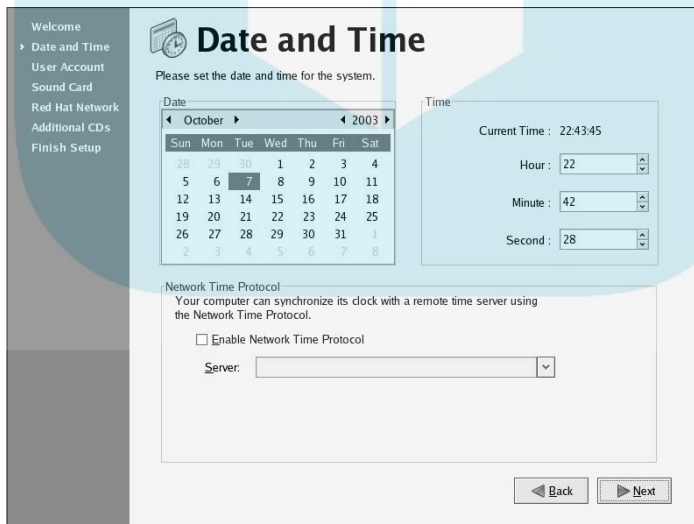 Welcome
Date and Time
User Account
Sound Card
Red Hat Network
Additional CDs
Finish Setup
Date and Time
Please set the date and time for the system.
Date
October 2003
Sun Mon Tue Wed Thu Fri Sat
28 29 30 1 2 3 4
5 6 7 8 9 10 11
12 13 14 15 16 17 18
19 20 21 22 23 24 25
26 27 28 29 30 31 1
2 3 4 5 6 7 8
Time
Current Time : 22:43:45
Hour : 22
Minute : 42
Second : 28
Network Time Protocol
Your computer can synchronize its clock with a remote time server using
the Network Time Protocol.
Enable Network Time Protocol
Server:
Back Next